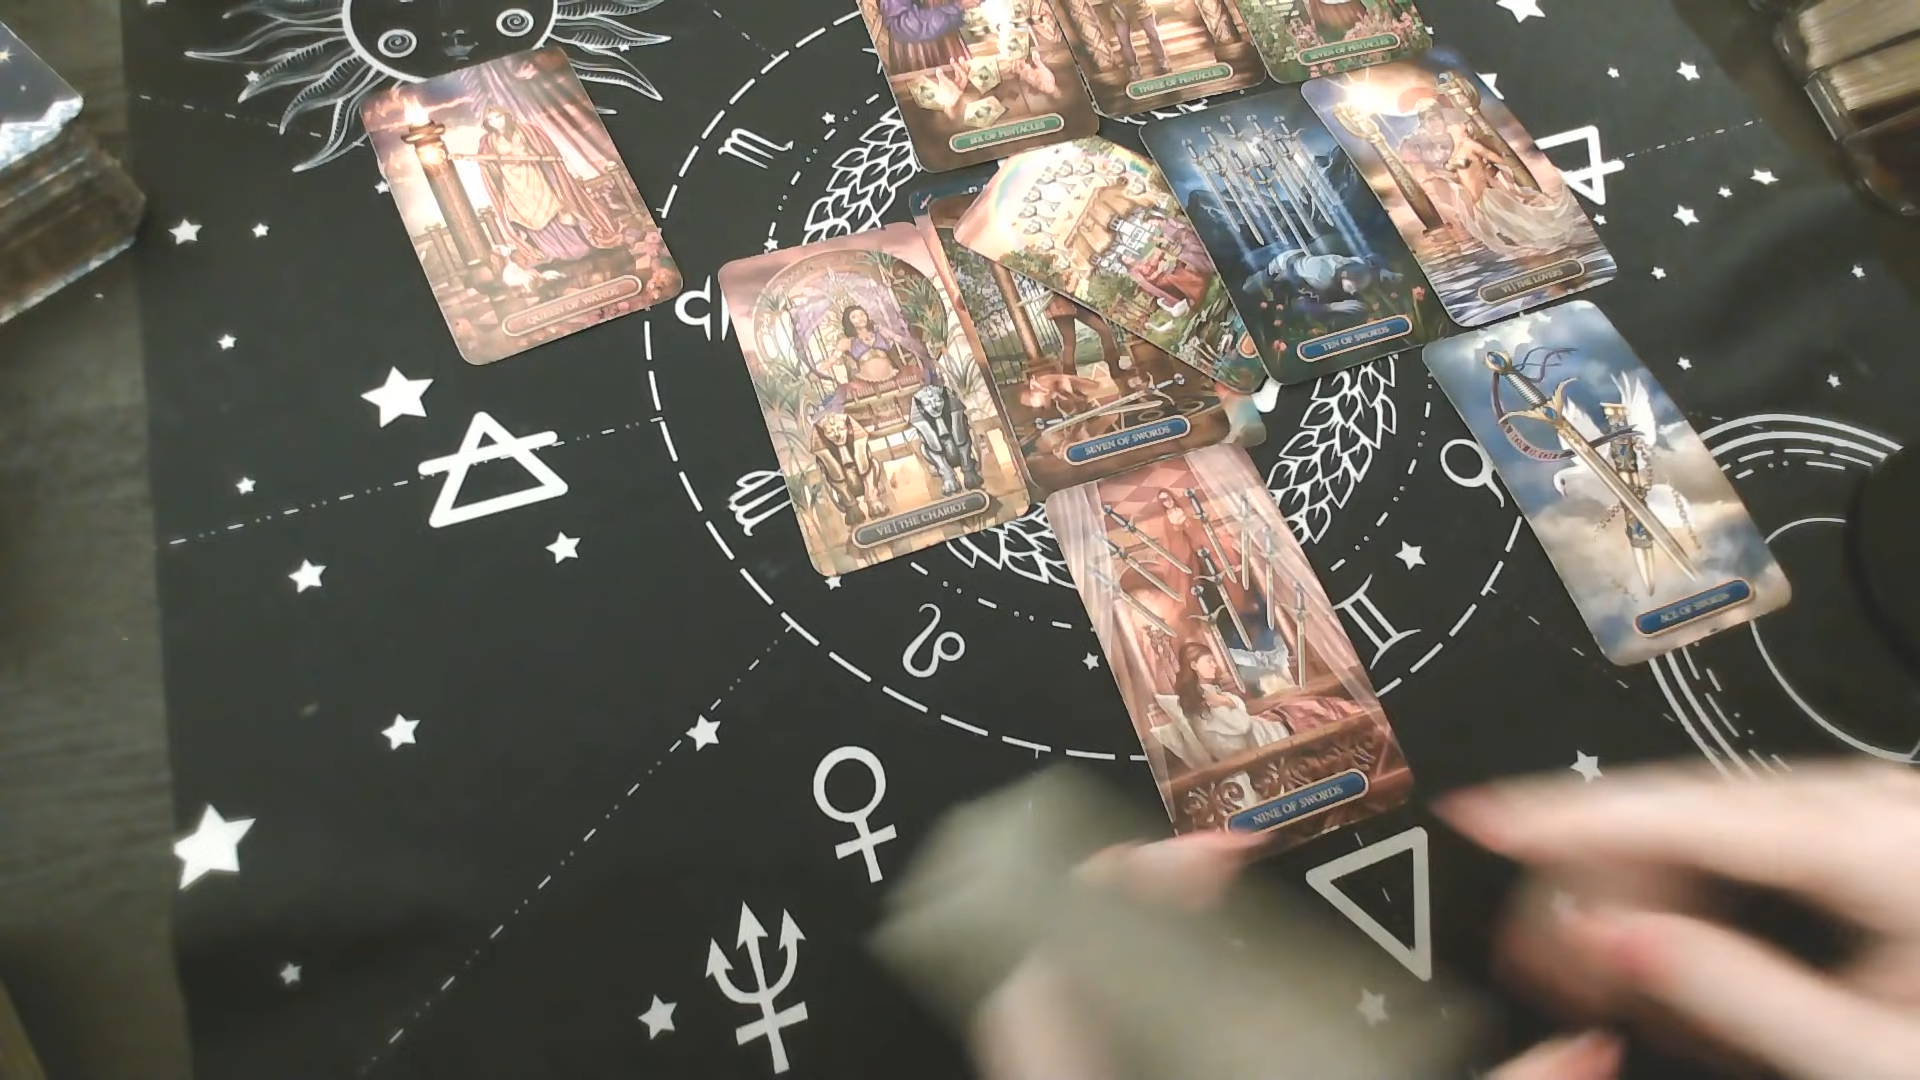 SEVEN OF PENTACLES
THREE OF PENTACLES
SIX OF PENTACLES
QUEEN OF WANDS
VI | THE LOVERS
TEN OF SWORDS
SEVEN OF SWORDS
VII | THE CHARIOT
ACE OF SWORDS
NINE OF SWORDS